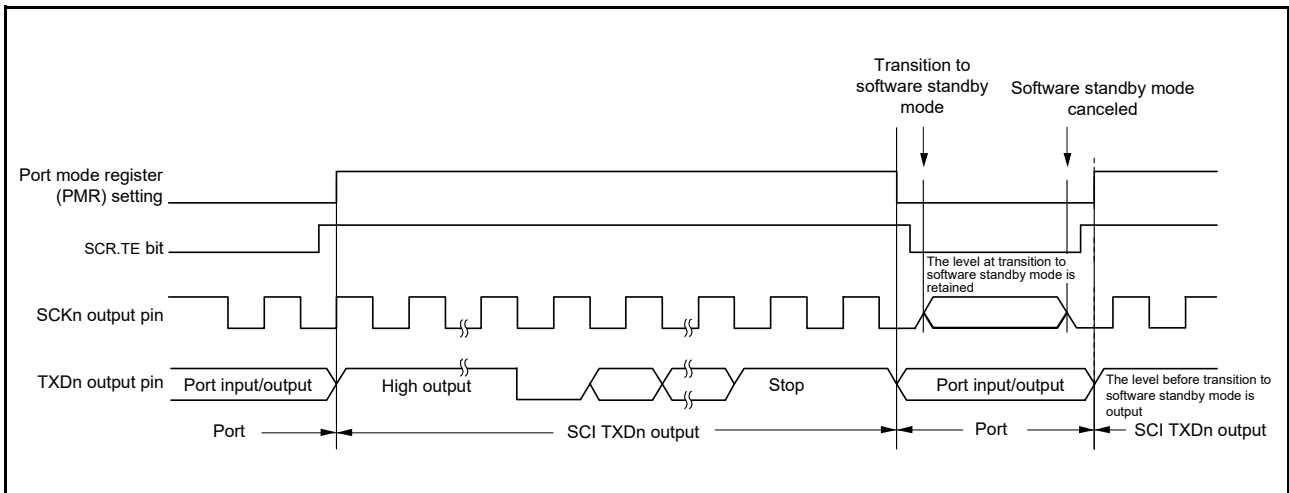 Transition to
software standby
mode
Software standby mode
canceled
Port mode register
(PMR) setting
SCR.TE bit
The level at transition to
software standby mode is
retained
SCKn output pin
TXDn output pin
Port input/output
High output
Stop
Port input/output
The level before transition to
software standby mode is
output
Port
SCI TXDn output
Port
SCI TXDn output